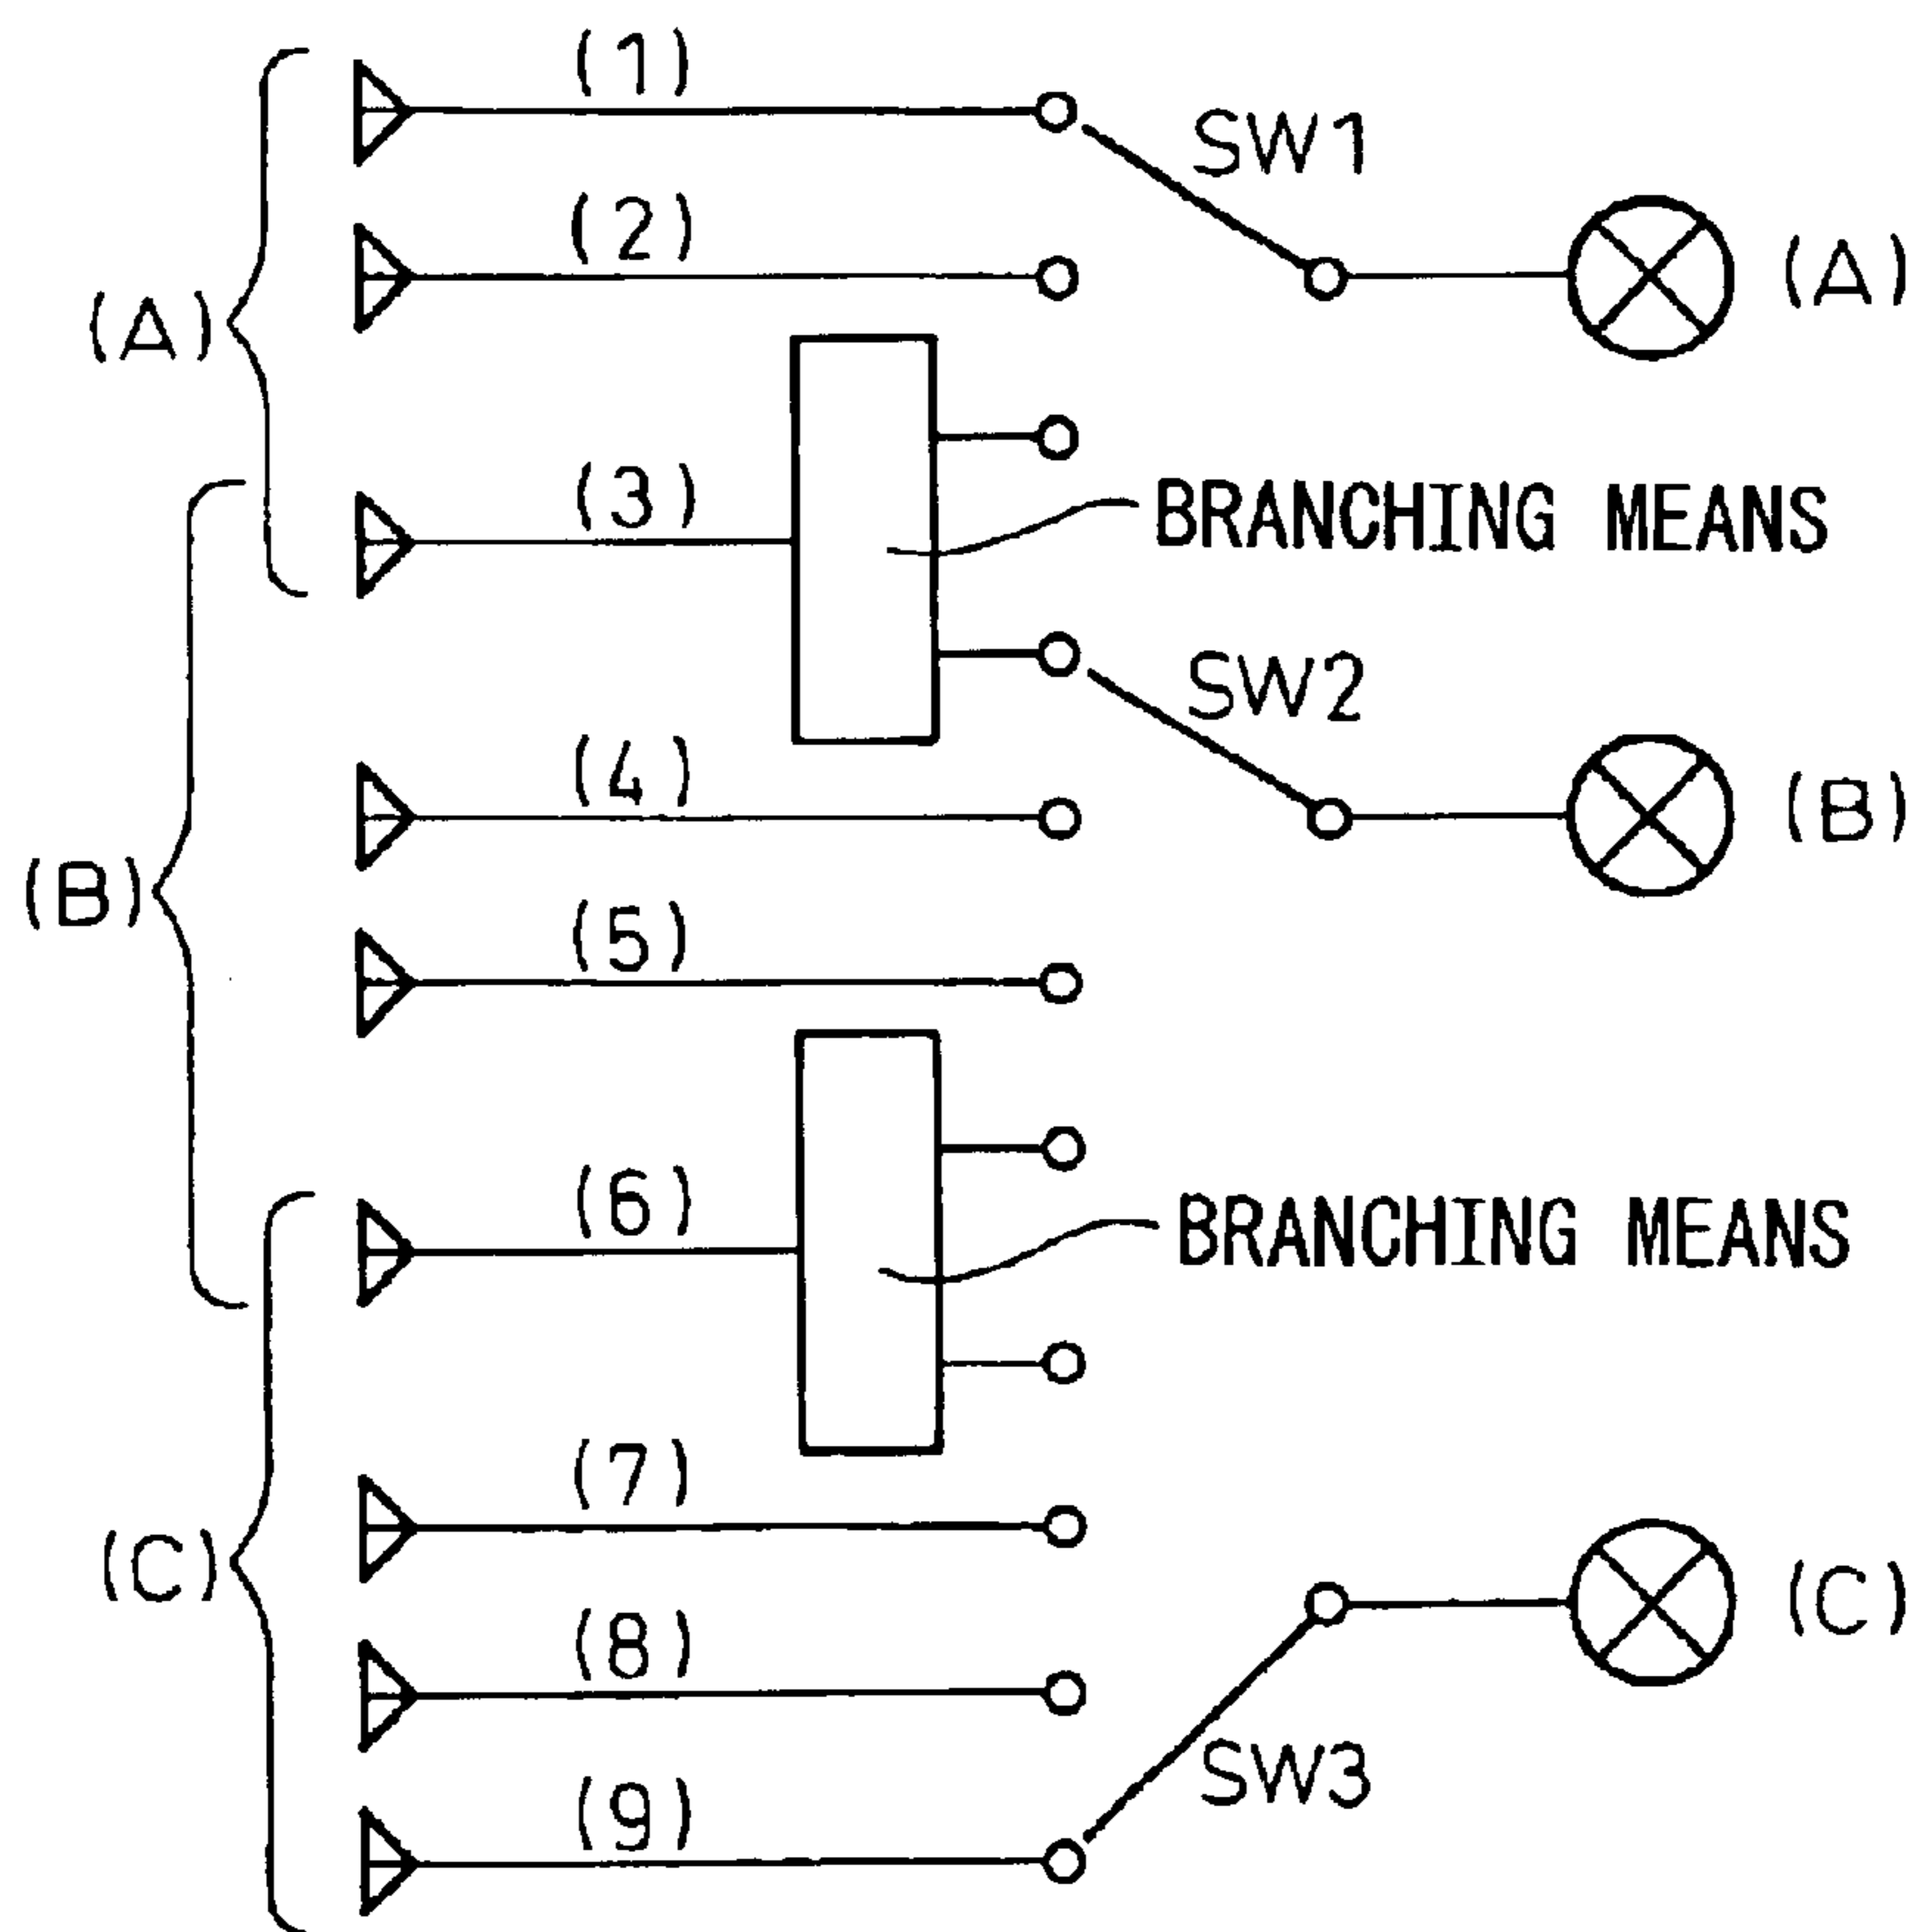 (1)
SW1
(2)
(A)
(A)
(3)
BRANCHING MEANS
SW2
(4)
(B)
(B)
(5)
(6)
BRANCHING MEANS
(7)
(C)
(C)
(8)
SW3
(9)